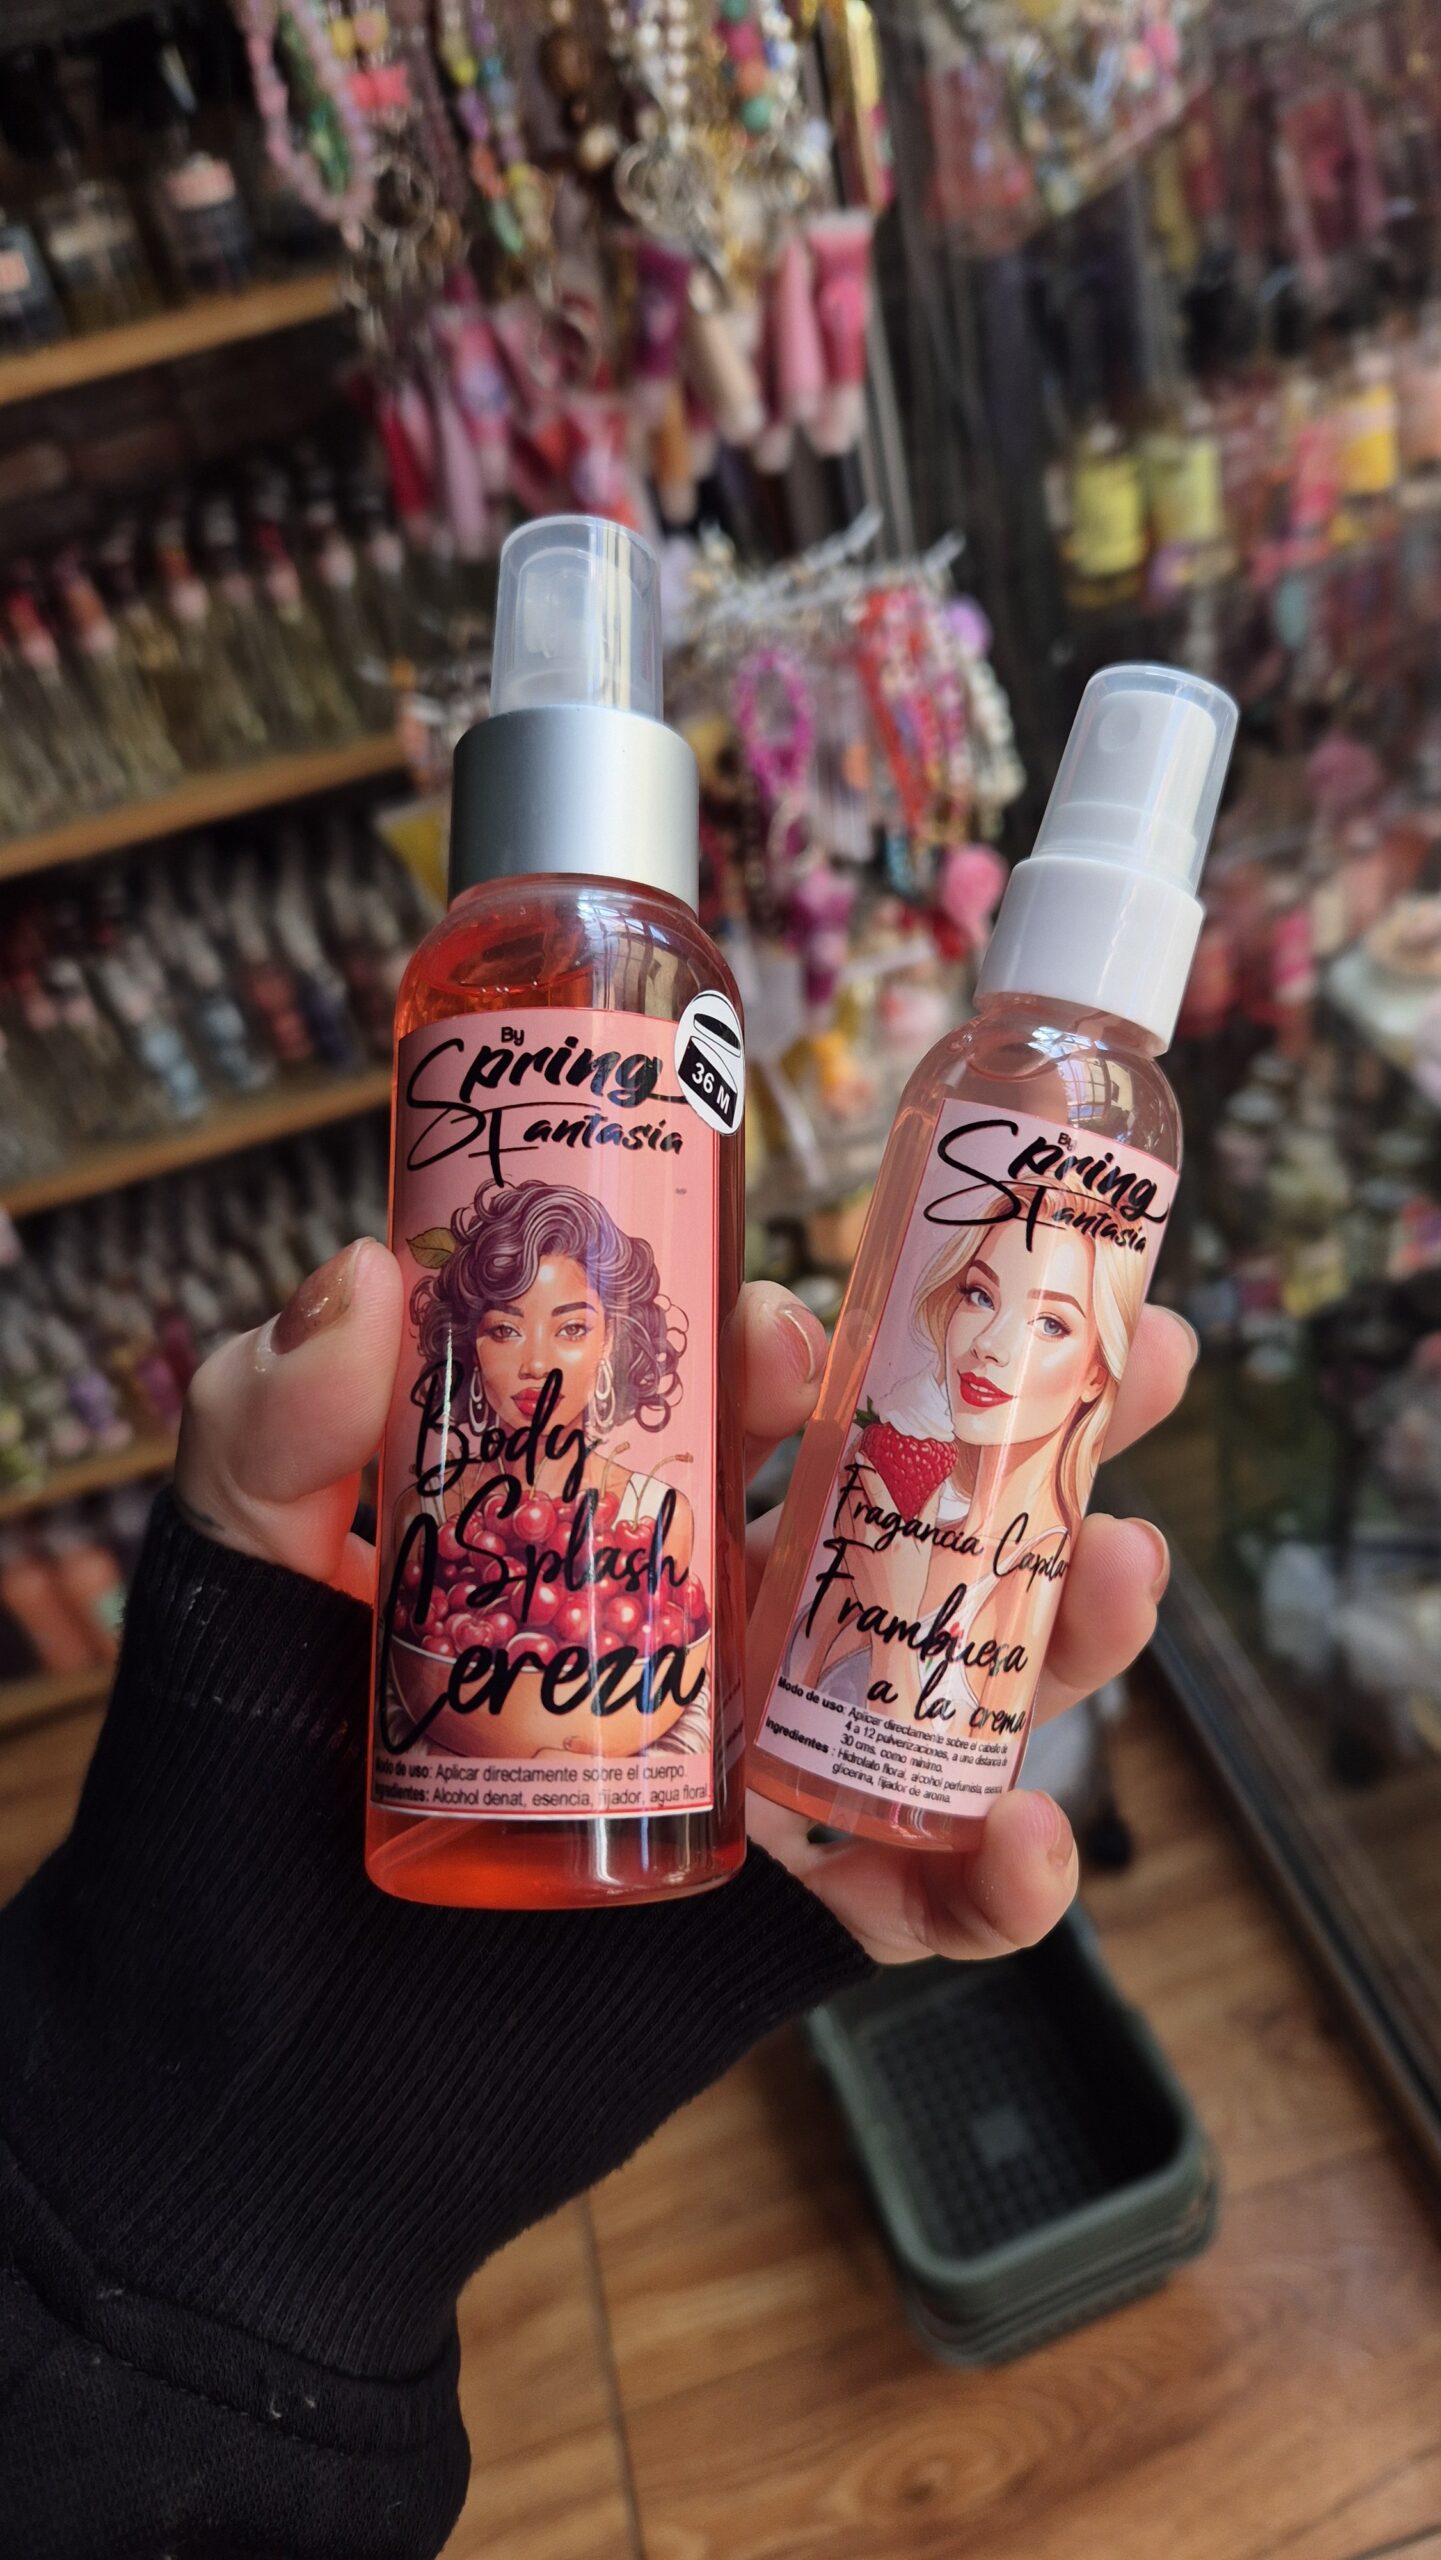 By
Spring
Fantasia
36 M
Body
Splash
Cereza
Modo de uso: Aplicar directamente sobre el cuerpo.
Ingredientes: Alcohol denat, esencia, fijador, agua floral.
By
Spring
Fantasia
Fragancia Capilar
Frambuesa
a la crema
Modo de uso: Aplicar directamente sobre el cabello de
4 a 12 pulverizaciones, a una distancia de
30 cms. como mínimo.
Ingredientes : Hidrolato floral, alcohol perfumista, esencia,
glicerina, fijador de aroma.